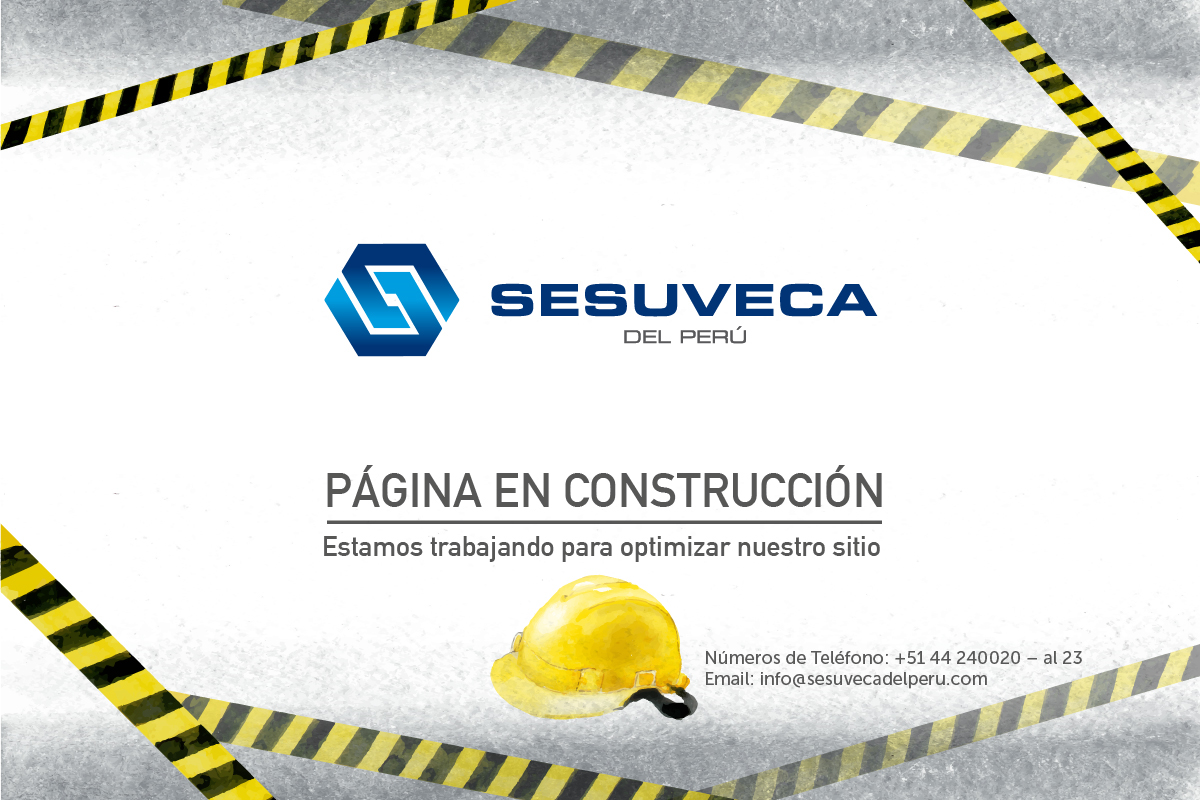 SESUVECA
DEL PERÚ
PÁGINA EN CONSTRUCCIÓN
Estamos trabajando para optimizar nuestro sitio
Números de Teléfono: +51 44 240020 – al 23
Email: info@sesuvecadelperu.com